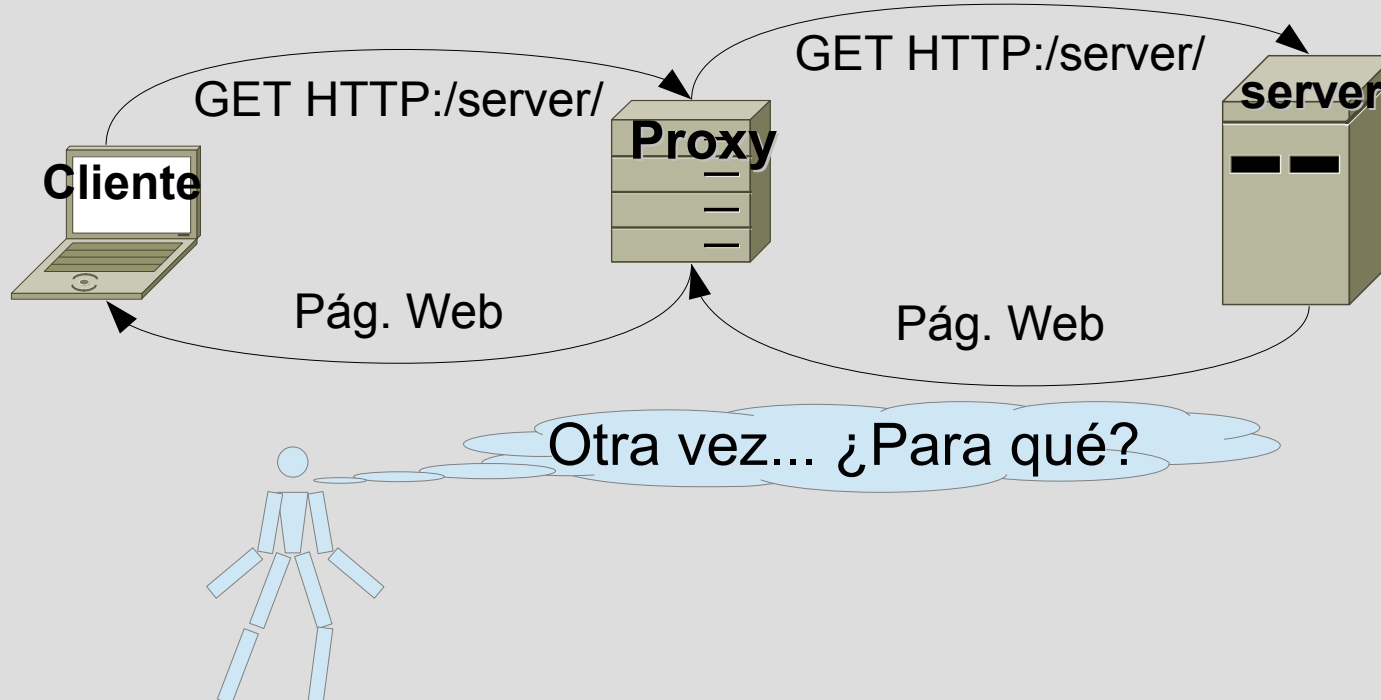 GET HTTP:/server/
GET HTTP:/server/
server
Proxy
Cliente
Pág. Web
Pág. Web
Otra vez... ¿Para qué?